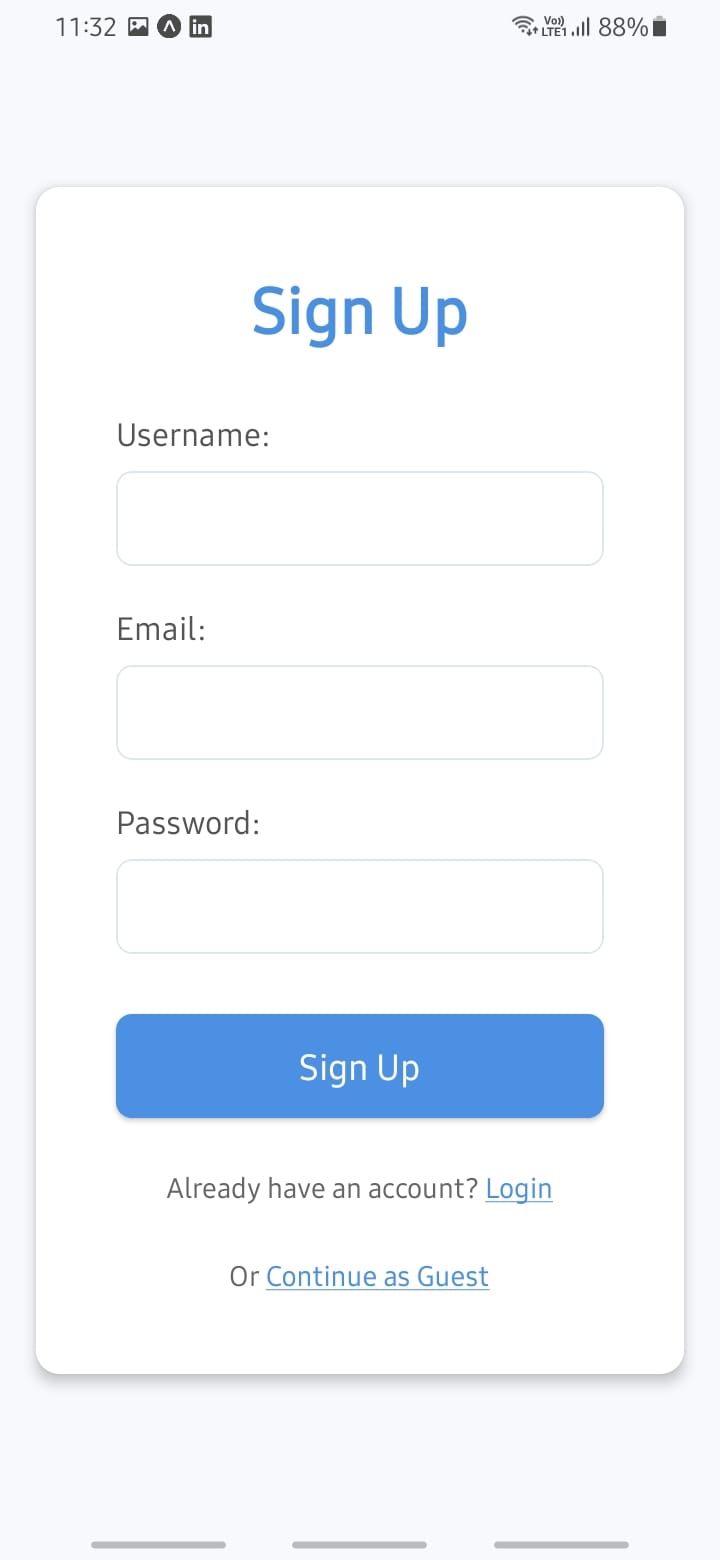 11:32 in Vo)) LTE1 88%
Sign Up
Username:
Email:
Password:
Sign Up
Already have an account? Login
Or Continue as Guest